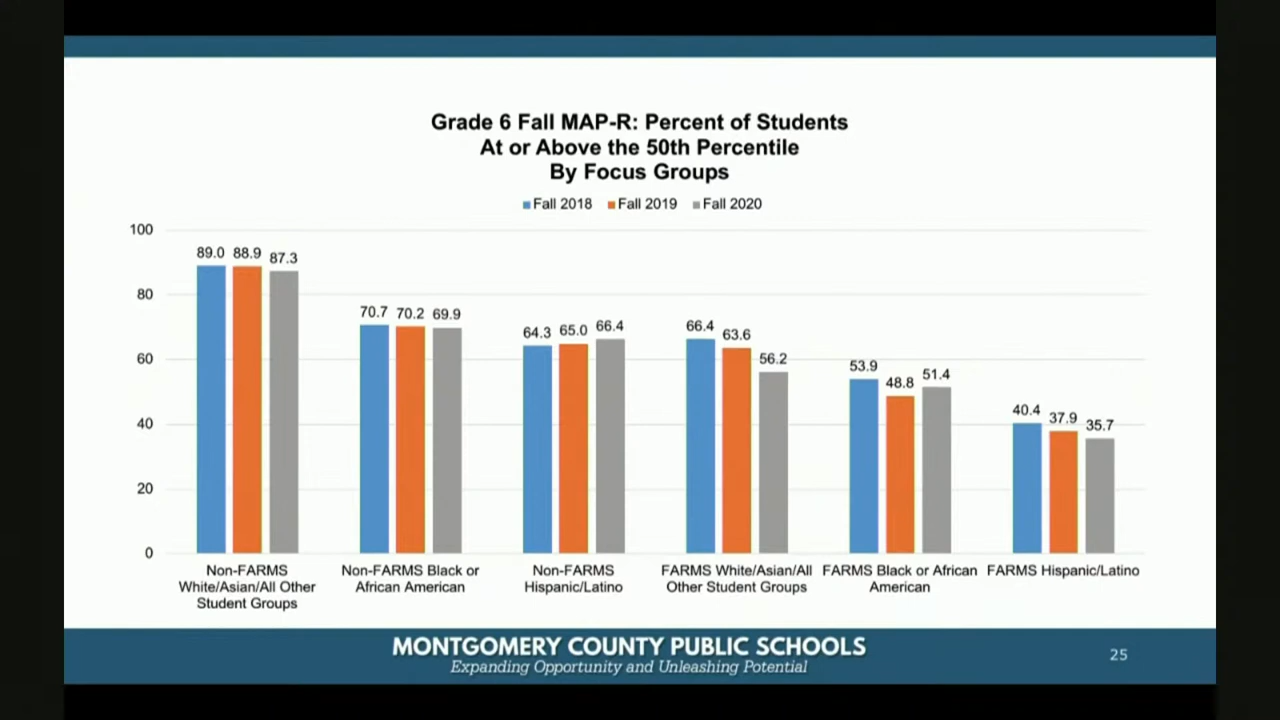 Grade 6 Fall MAP-R: Percent of Students
At or Above the 50th Percentile
By Focus Groups
Fall 2018 Fall 2019 Fall 2020
100
80
60
40
20
0
89.0 88.9 87.3
70.7 70.2 69.9
64.3 65.0 66.4
66.4 63.6 56.2
53.9 48.8 51.4
40.4 37.9 35.7
Non-FARMS
White/Asian/All Other
Student Groups
Non-FARMS Black or
African American
Non-FARMS
Hispanic/Latino
FARMS White/Asian/All
Other Student Groups
FARMS Black or African
American
FARMS Hispanic/Latino
MONTGOMERY COUNTY PUBLIC SCHOOLS
Expanding Opportunity and Unleashing Potential
25